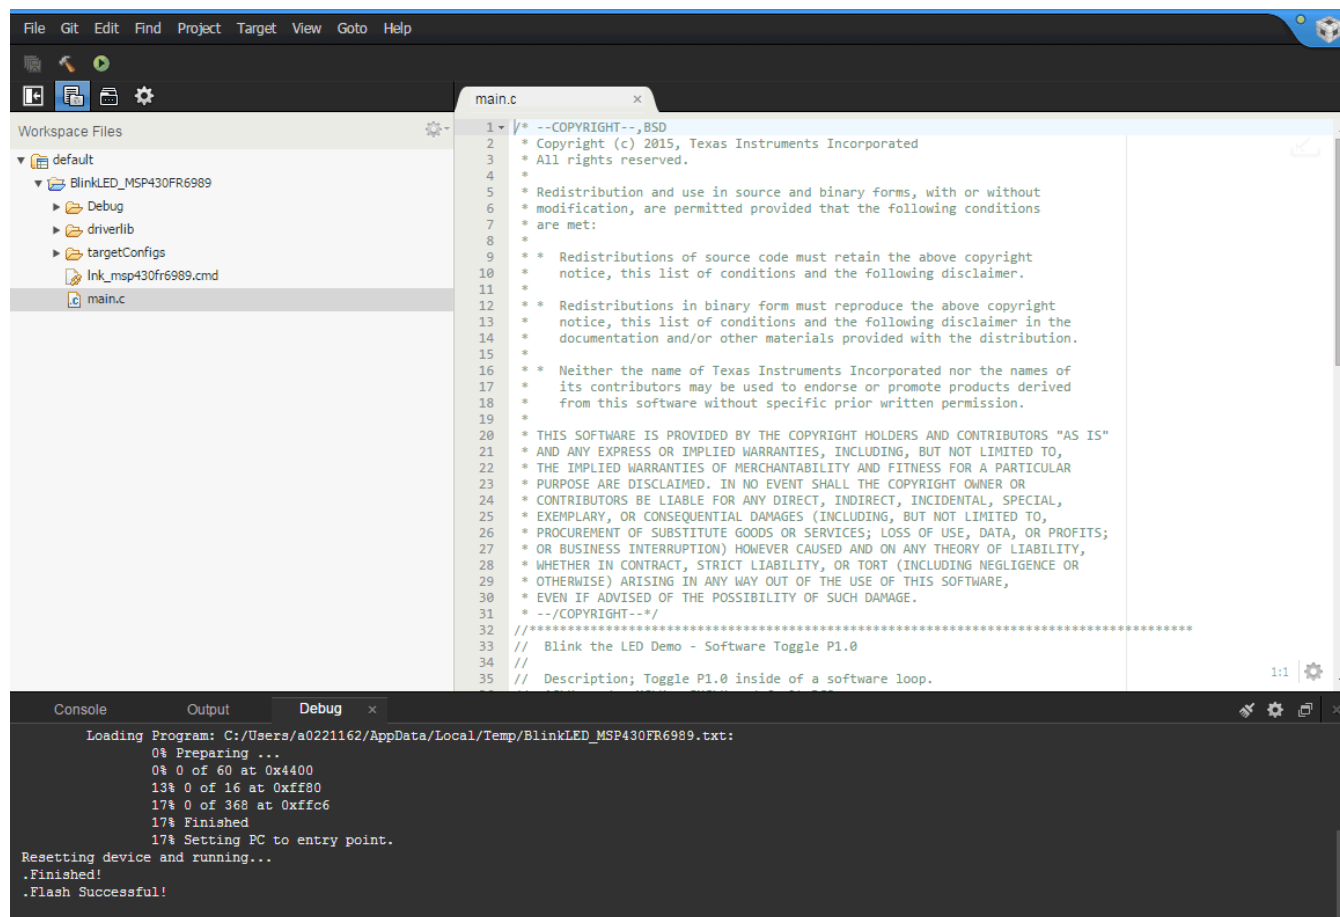 File Git Edit Find Project Target View Goto Help
main.c ×
Workspace Files
default
BlinkLED_MSP430FR6989
Debug
driverlib
targetConfigs
lnk_msp430fr6989.cmd
main.c
1 /* --COPYRIGHT--,BSD
2 * Copyright (c) 2015, Texas Instruments Incorporated
3 * All rights reserved.
4 *
5 * Redistribution and use in source and binary forms, with or without
6 * modification, are permitted provided that the following conditions
7 * are met:
8 *
9 * * Redistributions of source code must retain the above copyright
10 * notice, this list of conditions and the following disclaimer.
11 *
12 * * Redistributions in binary form must reproduce the above copyright
13 * notice, this list of conditions and the following disclaimer in the
14 * documentation and/or other materials provided with the distribution.
15 *
16 * * Neither the name of Texas Instruments Incorporated nor the names of
17 * its contributors may be used to endorse or promote products derived
18 * from this software without specific prior written permission.
19 *
20 * THIS SOFTWARE IS PROVIDED BY THE COPYRIGHT HOLDERS AND CONTRIBUTORS "AS IS"
21 * AND ANY EXPRESS OR IMPLIED WARRANTIES, INCLUDING, BUT NOT LIMITED TO,
22 * THE IMPLIED WARRANTIES OF MERCHANTABILITY AND FITNESS FOR A PARTICULAR
23 * PURPOSE ARE DISCLAIMED. IN NO EVENT SHALL THE COPYRIGHT OWNER OR
24 * CONTRIBUTORS BE LIABLE FOR ANY DIRECT, INDIRECT, INCIDENTAL, SPECIAL,
25 * EXEMPLARY, OR CONSEQUENTIAL DAMAGES (INCLUDING, BUT NOT LIMITED TO,
26 * PROCUREMENT OF SUBSTITUTE GOODS OR SERVICES; LOSS OF USE, DATA, OR PROFITS;
27 * OR BUSINESS INTERRUPTION) HOWEVER CAUSED AND ON ANY THEORY OF LIABILITY,
28 * WHETHER IN CONTRACT, STRICT LIABILITY, OR TORT (INCLUDING NEGLIGENCE OR
29 * OTHERWISE) ARISING IN ANY WAY OUT OF THE USE OF THIS SOFTWARE,
30 * EVEN IF ADVISED OF THE POSSIBILITY OF SUCH DAMAGE.
31 * --/COPYRIGHT--*/
32 //***************************************************************************************
33 // Blink the LED Demo - Software Toggle P1.0
34 //
35 // Description; Toggle P1.0 inside of a software loop.
1:1
Console Output Debug ×
Loading Program: C:/Users/a0221162/AppData/Local/Temp/BlinkLED_MSP430FR6989.txt:
0% Preparing ...
0% 0 of 60 at 0x4400
13% 0 of 16 at 0xff80
17% 0 of 368 at 0xffc6
17% Finished
17% Setting PC to entry point.
Resetting device and running...
.Finished!
.Flash Successful!